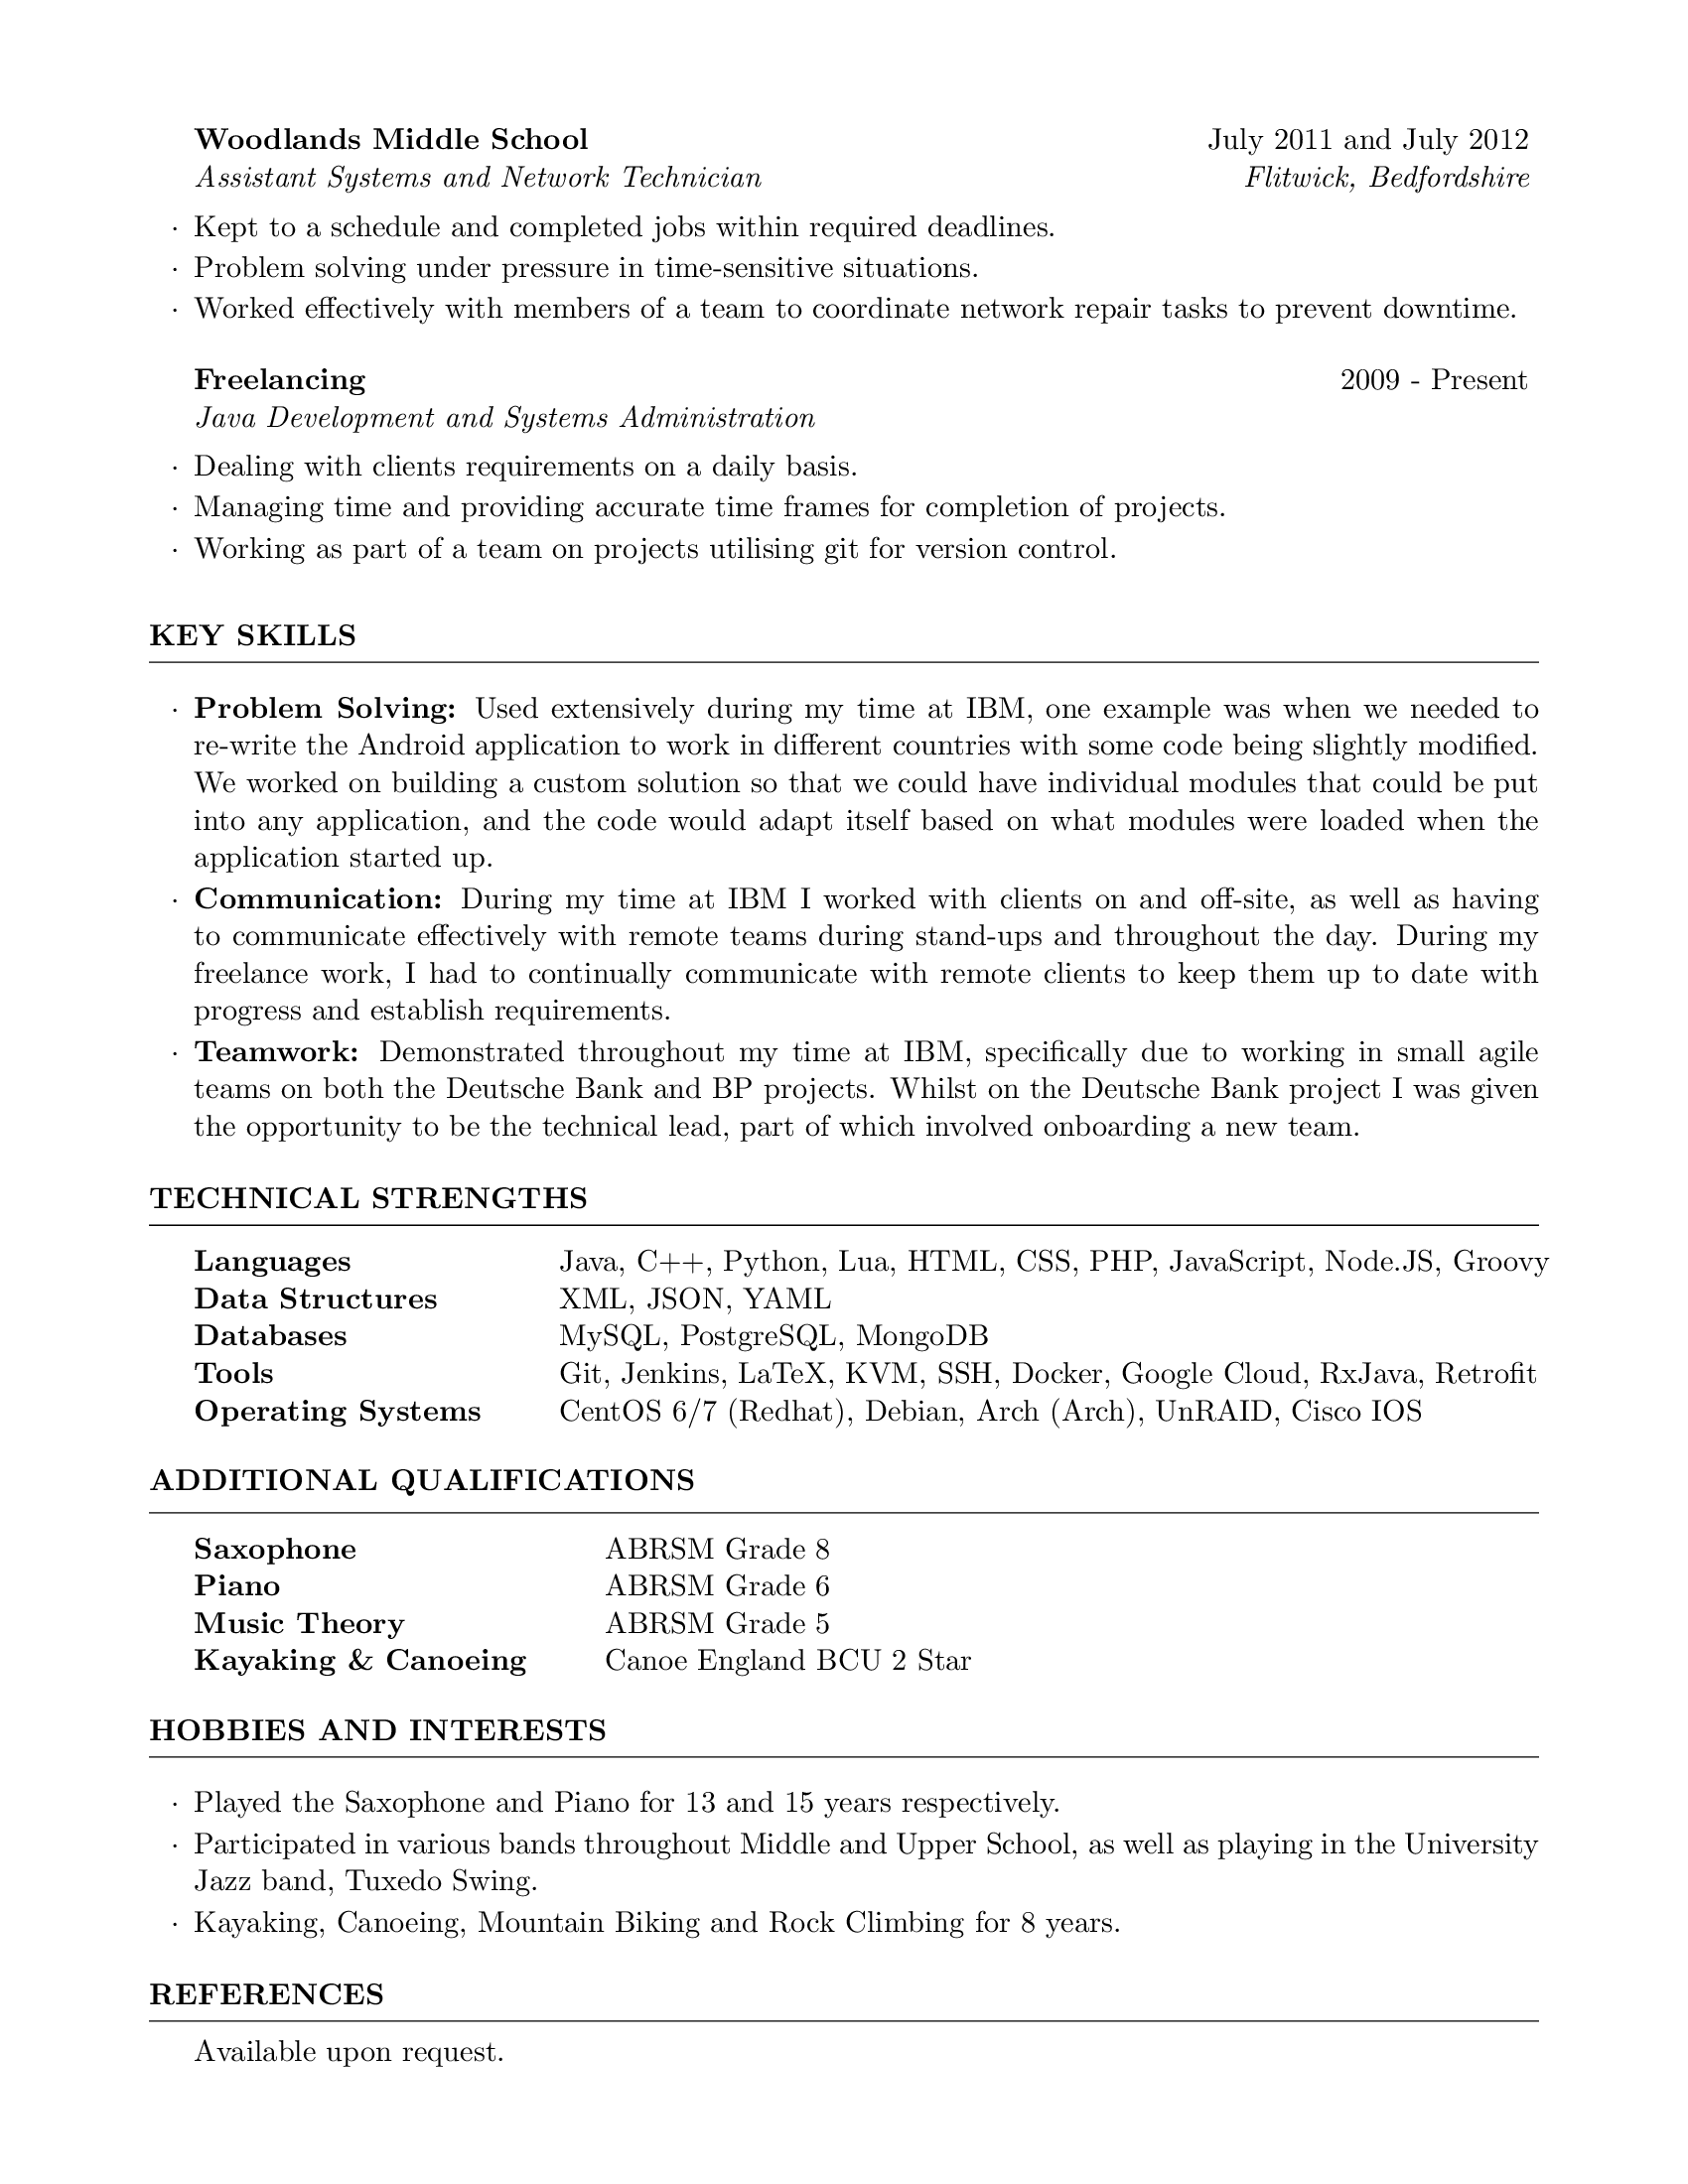 Woodlands Middle School July 2011 and July 2012
Assistant Systems and Network Technician Flitwick, Bedfordshire
· Kept to a schedule and completed jobs within required deadlines.
· Problem solving under pressure in time-sensitive situations.
· Worked effectively with members of a team to coordinate network repair tasks to prevent downtime.
Freelancing 2009 - Present
Java Development and Systems Administration
· Dealing with clients requirements on a daily basis.
· Managing time and providing accurate time frames for completion of projects.
· Working as part of a team on projects utilising git for version control.
KEY SKILLS
· Problem Solving: Used extensively during my time at IBM, one example was when we needed to
re-write the Android application to work in different countries with some code being slightly modified.
We worked on building a custom solution so that we could have individual modules that could be put
into any application, and the code would adapt itself based on what modules were loaded when the
application started up.
· Communication: During my time at IBM I worked with clients on and off-site, as well as having
to communicate effectively with remote teams during stand-ups and throughout the day. During my
freelance work, I had to continually communicate with remote clients to keep them up to date with
progress and establish requirements.
· Teamwork: Demonstrated throughout my time at IBM, specifically due to working in small agile
teams on both the Deutsche Bank and BP projects. Whilst on the Deutsche Bank project I was given
the opportunity to be the technical lead, part of which involved onboarding a new team.
TECHNICAL STRENGTHS
Languages Java, C++, Python, Lua, HTML, CSS, PHP, JavaScript, Node.JS, Groovy
Data Structures XML, JSON, YAML
Databases MySQL, PostgreSQL, MongoDB
Tools Git, Jenkins, LaTeX, KVM, SSH, Docker, Google Cloud, RxJava, Retrofit
Operating Systems CentOS 6/7 (Redhat), Debian, Arch (Arch), UnRAID, Cisco IOS
ADDITIONAL QUALIFICATIONS
Saxophone ABRSM Grade 8
Piano ABRSM Grade 6
Music Theory ABRSM Grade 5
Kayaking & Canoeing Canoe England BCU 2 Star
HOBBIES AND INTERESTS
· Played the Saxophone and Piano for 13 and 15 years respectively.
· Participated in various bands throughout Middle and Upper School, as well as playing in the University
Jazz band, Tuxedo Swing.
· Kayaking, Canoeing, Mountain Biking and Rock Climbing for 8 years.
REFERENCES
Available upon request.